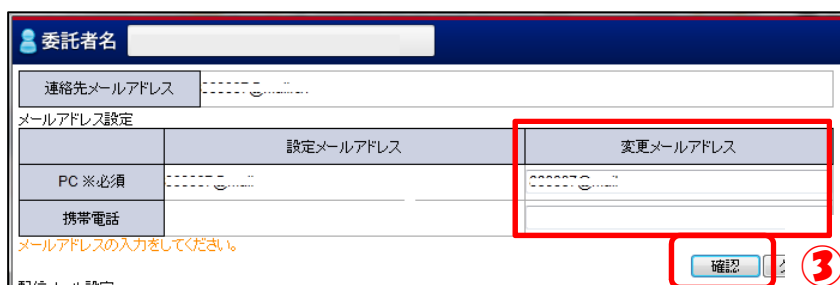 委託者名
連絡先メールアドレス
メールアドレス設定
設定メールアドレス 変更メールアドレス
PC ※必須
携帯電話
メールアドレスの入力をしてください。
確認 ③